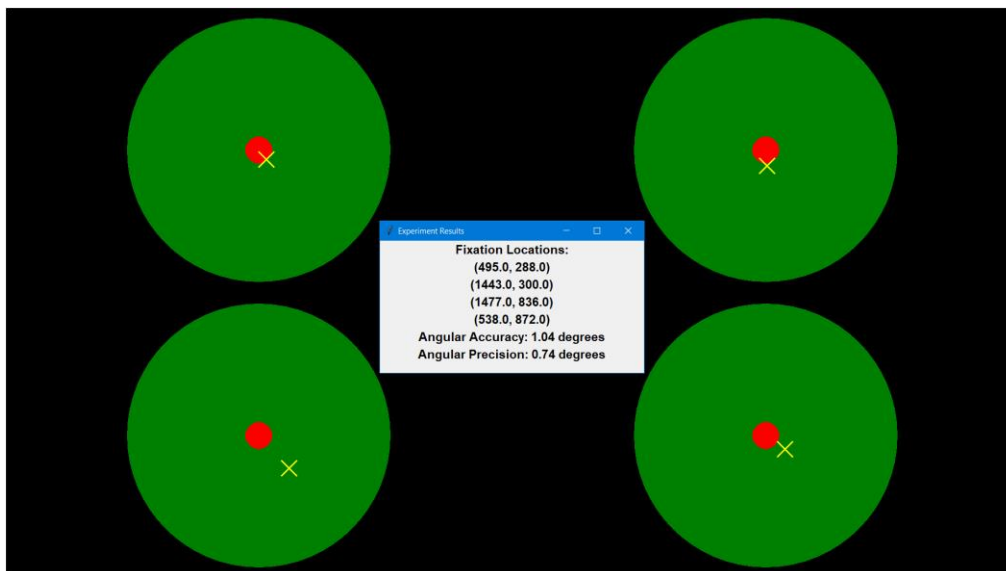 Experiment Results
Fixation Locations:
(495.0, 288.0)
(1443.0, 300.0)
(1477.0, 836.0)
(538.0, 872.0)
Angular Accuracy: 1.04 degrees
Angular Precision: 0.74 degrees